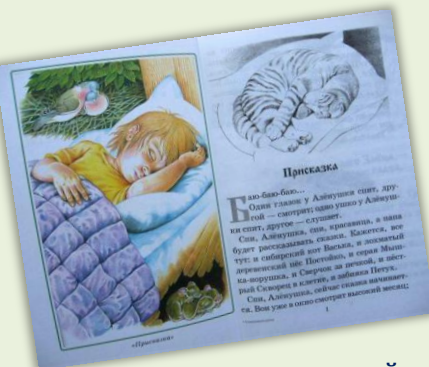 «Присказка»
Присказка
Баю-баю-баю...
Один глазок у Алёнушки спит, дру-
гой — смотрит; одно ушко у Алёнуш-
ки спит, другое — слушает.
Спи, Алёнушка, спи, красавица, а папа
будет рассказывать сказки. Кажется, все
тут: и сибирский кот Васька, и лохматый
деревенский пёс Постойко, и серая Мыш-
ка-норушка, и Сверчок за печкой, и пёст-
рый Скворец в клетке, и забияка Петух.
Спи, Алёнушка, сейчас сказка начинает-
ся. Вон уже в окно смотрит высокий месяц;